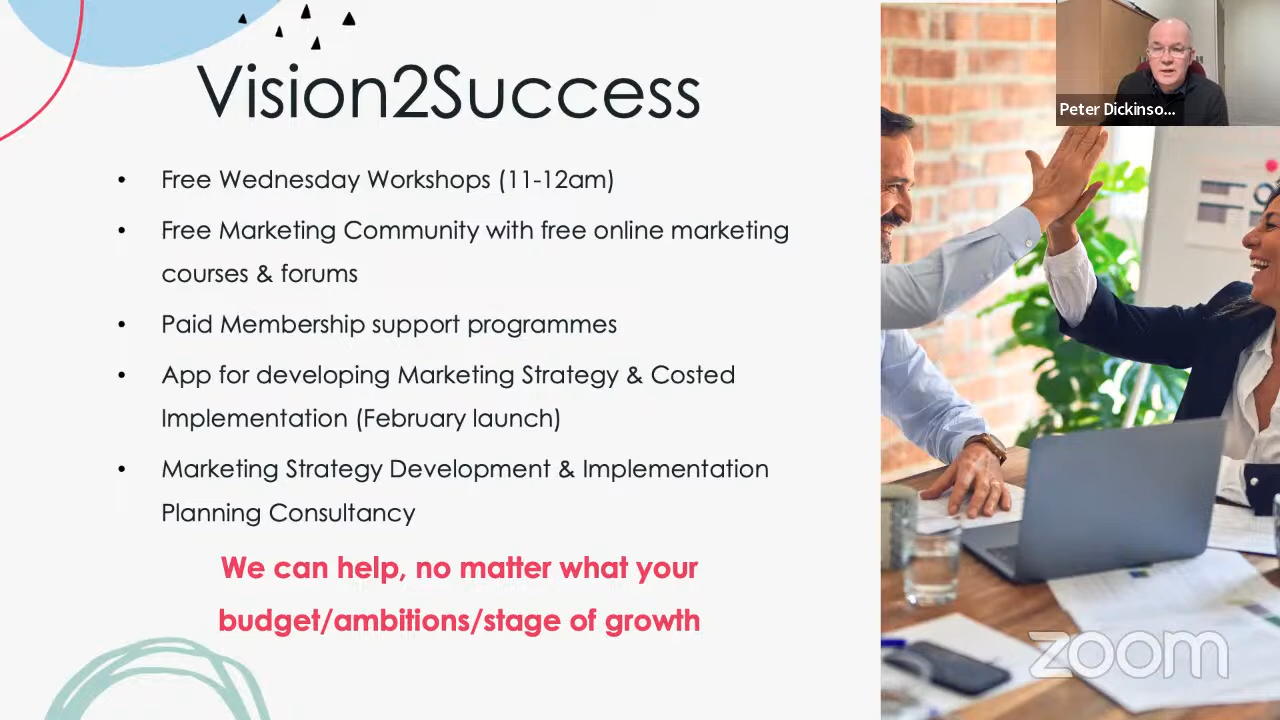 Vision2Success
• Free Wednesday Workshops (11-12am)
• Free Marketing Community with free online marketing
courses & forums
• Paid Membership support programmes
• App for developing Marketing Strategy & Costed
Implementation (February launch)
• Marketing Strategy Development & Implementation
Planning Consultancy
We can help, no matter what your
budget/ambitions/stage of growth
Peter Dickinso...
zoom